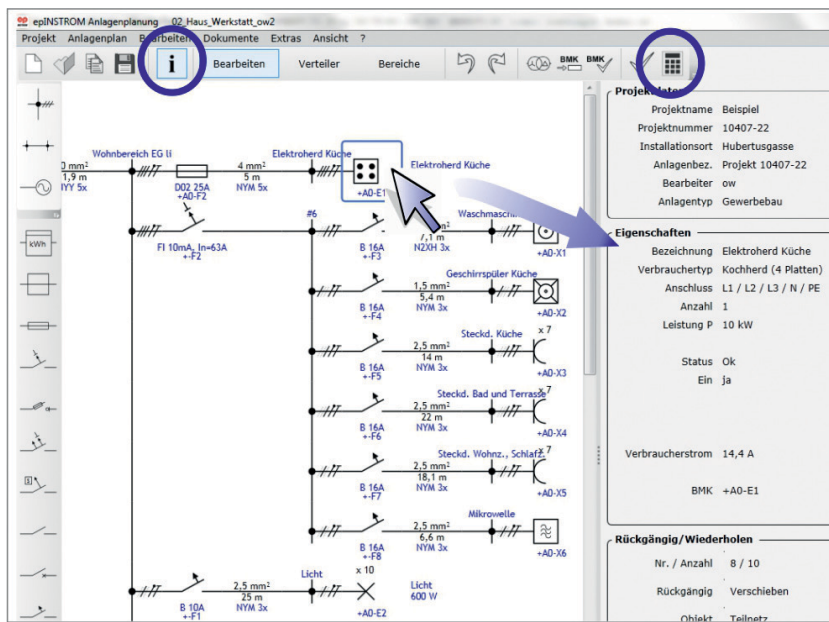 epINSTROM Anlagenplanung 02_Haus_Werkstatt_ow2
Projekt Anlagenplan Bearbeiten Dokumente Extras Ansicht ?
i Bearbeiten Verteiler Bereiche BMK BMK
Wohnbereich EG li
mm²
1,9 m
NYY 5x
D02 25A
+A0-F2
4 mm²
5 m
NYM 5x
Elektroherd Küche
+A0-E1
Elektroherd Küche
FI 10mA, In=63A
+-F2
#6
B 16A
+-F3
7,1 m
N2XH 3x
+A0-X1
Geschirrspüler Küche
B 16A
+-F4
1,5 mm²
5,4 m
NYM 3x
+A0-X2
Steckd. Küche
x 7
B 16A
+-F5
2,5 mm²
14 m
NYM 3x
+A0-X3
Steckd. Bad und Terrasse
x 7
B 16A
+-F6
2,5 mm²
22 m
NYM 3x
+A0-X4
Steckd. Wohnz., Schlafz.
x 7
B 16A
+-F7
2,5 mm²
18,1 m
NYM 3x
+A0-X5
Mikrowelle
B 16A
+-F8
2,5 mm²
6,6 m
NYM 3x
+A0-X6
B 10A
+-F1
2,5 mm²
25 m
NYM 3x
Licht
x 10
+A0-E2
Licht
600 W
kWh
Projektdaten
Projektname Beispiel
Projektnummer 10407-22
Installationsort Hubertusgasse
Anlagenbez. Projekt 10407-22
Bearbeiter ow
Anlagentyp Gewerbebau
Eigenschaften
Bezeichnung Elektroherd Küche
Verbrauchertyp Kochherd (4 Platten)
Anschluss L1 / L2 / L3 / N / PE
Anzahl 1
Leistung P 10 kW
Status Ok
Ein ja
Verbraucherstrom 14,4 A
BMK +A0-E1
Rückgängig/Wiederholen
Nr. / Anzahl 8 / 10
Rückgängig Verschieben
Objekt Teilnetz